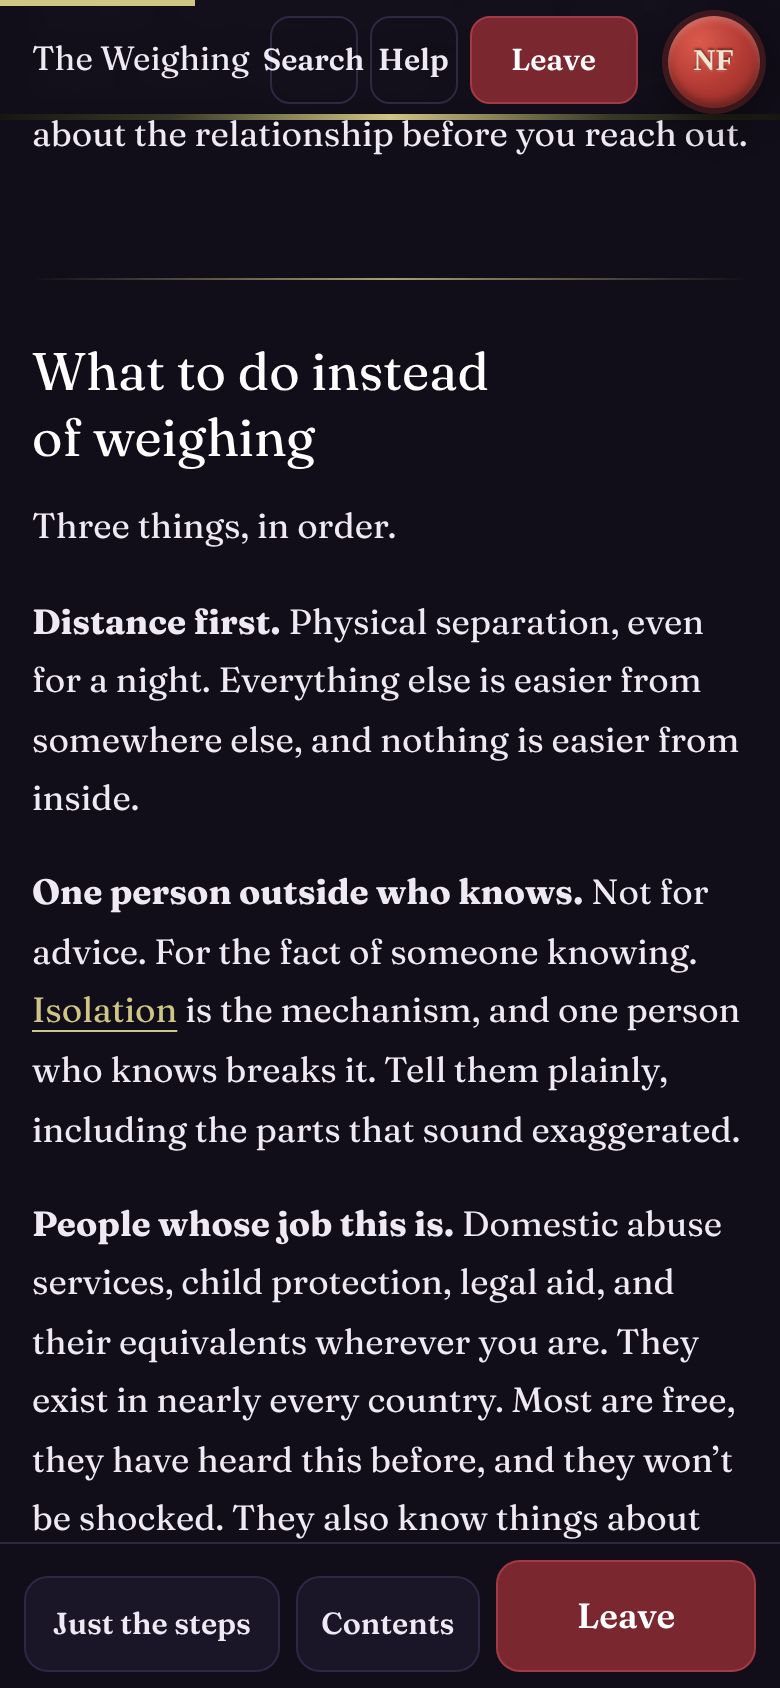 The Weighing Search Help Leave NF
about the relationship before you reach out.
What to do instead
of weighing
Three things, in order.
Distance first. Physical separation, even
for a night. Everything else is easier from
somewhere else, and nothing is easier from
inside.
One person outside who knows. Not for
advice. For the fact of someone knowing.
Isolation is the mechanism, and one person
who knows breaks it. Tell them plainly,
including the parts that sound exaggerated.
People whose job this is. Domestic abuse
services, child protection, legal aid, and
their equivalents wherever you are. They
exist in nearly every country. Most are free,
they have heard this before, and they won’t
be shocked. They also know things about
Just the steps Contents Leave